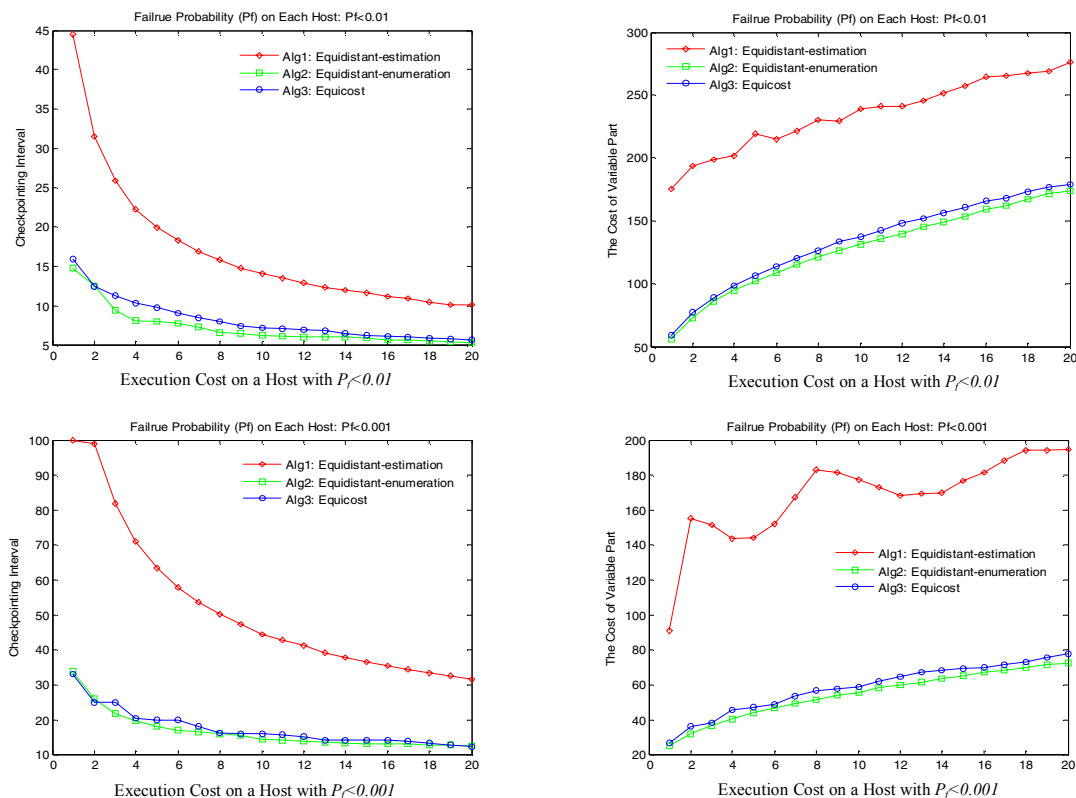 Failrue Probability (Pf) on Each Host: Pf<0.01
45
40
35
30
25
20
15
10
5
Checkpointing Interval
Alg1: Equidistant-estimation
Alg2: Equidistant-enumeration
Alg3: Equicost
0 2 4 6 8 10 12 14 16 18 20
Execution Cost on a Host with Pf<0.01
Failrue Probability (Pf) on Each Host: Pf<0.01
300
250
200
150
100
50
The Cost of Variable Part
Alg1: Equidistant-estimation
Alg2: Equidistant-enumeration
Alg3: Equicost
0 2 4 6 8 10 12 14 16 18 20
Execution Cost on a Host with Pf<0.01
Failrue Probability (Pf) on Each Host: Pf<0.001
100
90
80
70
60
50
40
30
20
10
Checkpointing Interval
Alg1: Equidistant-estimation
Alg2: Equidistant-enumeration
Alg3: Equicost
0 2 4 6 8 10 12 14 16 18 20
Execution Cost on a Host with Pf<0.001
Failrue Probability (Pf) on Each Host: Pf<0.001
200
180
160
140
120
100
80
60
40
20
The Cost of Variable Part
Alg1: Equidistant-estimation
Alg2: Equidistant-enumeration
Alg3: Equicost
0 2 4 6 8 10 12 14 16 18 20
Execution Cost on a Host with Pf<0.001